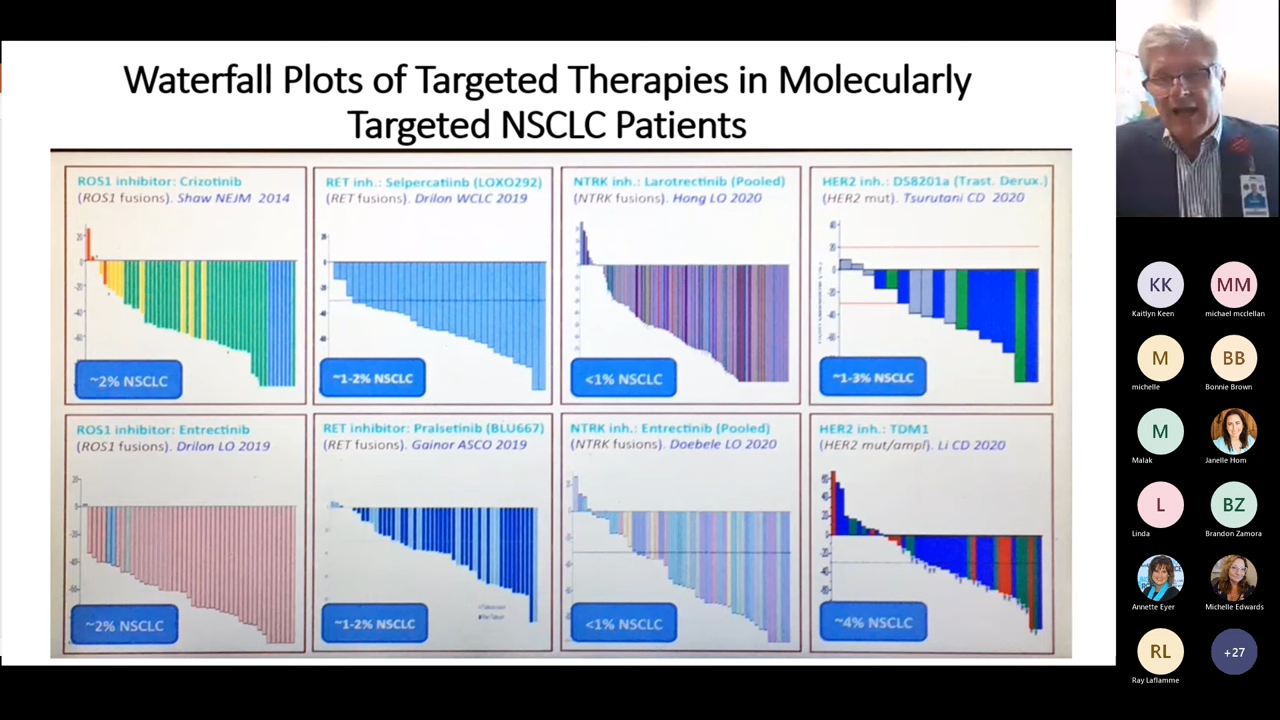 Waterfall Plots of Targeted Therapies in Molecularly
Targeted NSCLC Patients
ROS1 inhibitor: Crizotinib
(ROS1 fusions). Shaw NEJM 2014
~2% NSCLC
RET inh.: Selpercatiinb (LOXO292)
(RET fusions). Drilon WCLC 2019
~1-2% NSCLC
NTRK inh.: Larotrectinib (Pooled)
(NTRK fusions). Hong LO 2020
<1% NSCLC
HER2 inh.: DS8201a (Trast. Derux.)
(HER2 mut). Tsurutani CD 2020
~1-3% NSCLC
ROS1 inhibitor: Entrectinib
(ROS1 fusions). Drilon LO 2019
~2% NSCLC
RET inhibitor: Pralsetinib (BLU667)
(RET fusions). Gainor ASCO 2019
~1-2% NSCLC
NTRK inh.: Entrectinib (Pooled)
(NTRK fusions). Doebele LO 2020
<1% NSCLC
HER2 inh.: TDM1
(HER2 mut/ampl). Li CD 2020
~4% NSCLC
KK
Kaitlyn Keen
MM
michael mcclellan
M
michelle
BB
Bonnie Brown
M
Malak
Janelle Hom
L
Linda
BZ
Brandon Zamora
Annette Eyer
Michelle Edwards
RL
Ray Laflamme
+27